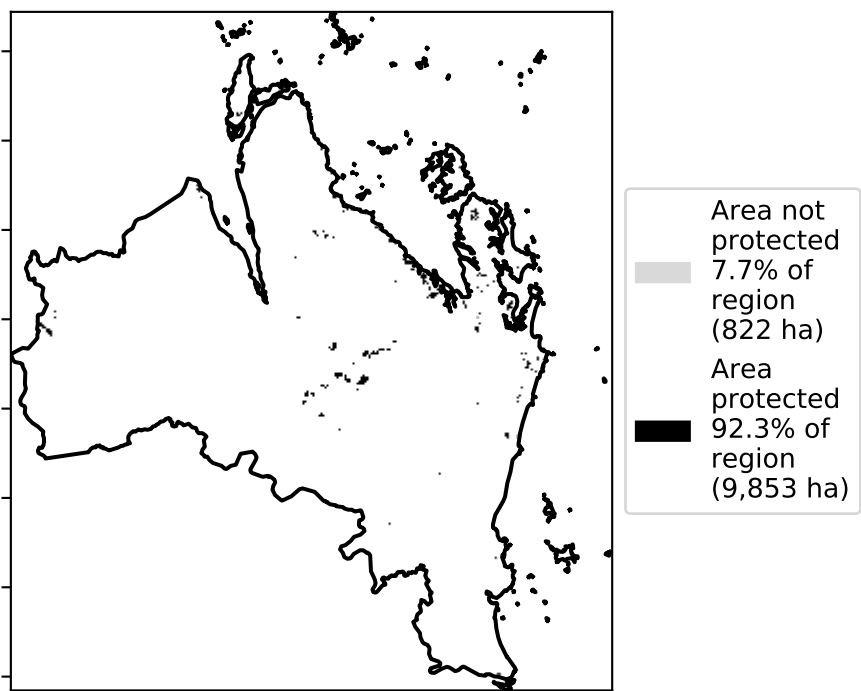 Area not
protected
7.7% of
region
(822 ha)
Area
protected
92.3% of
region
(9,853 ha)